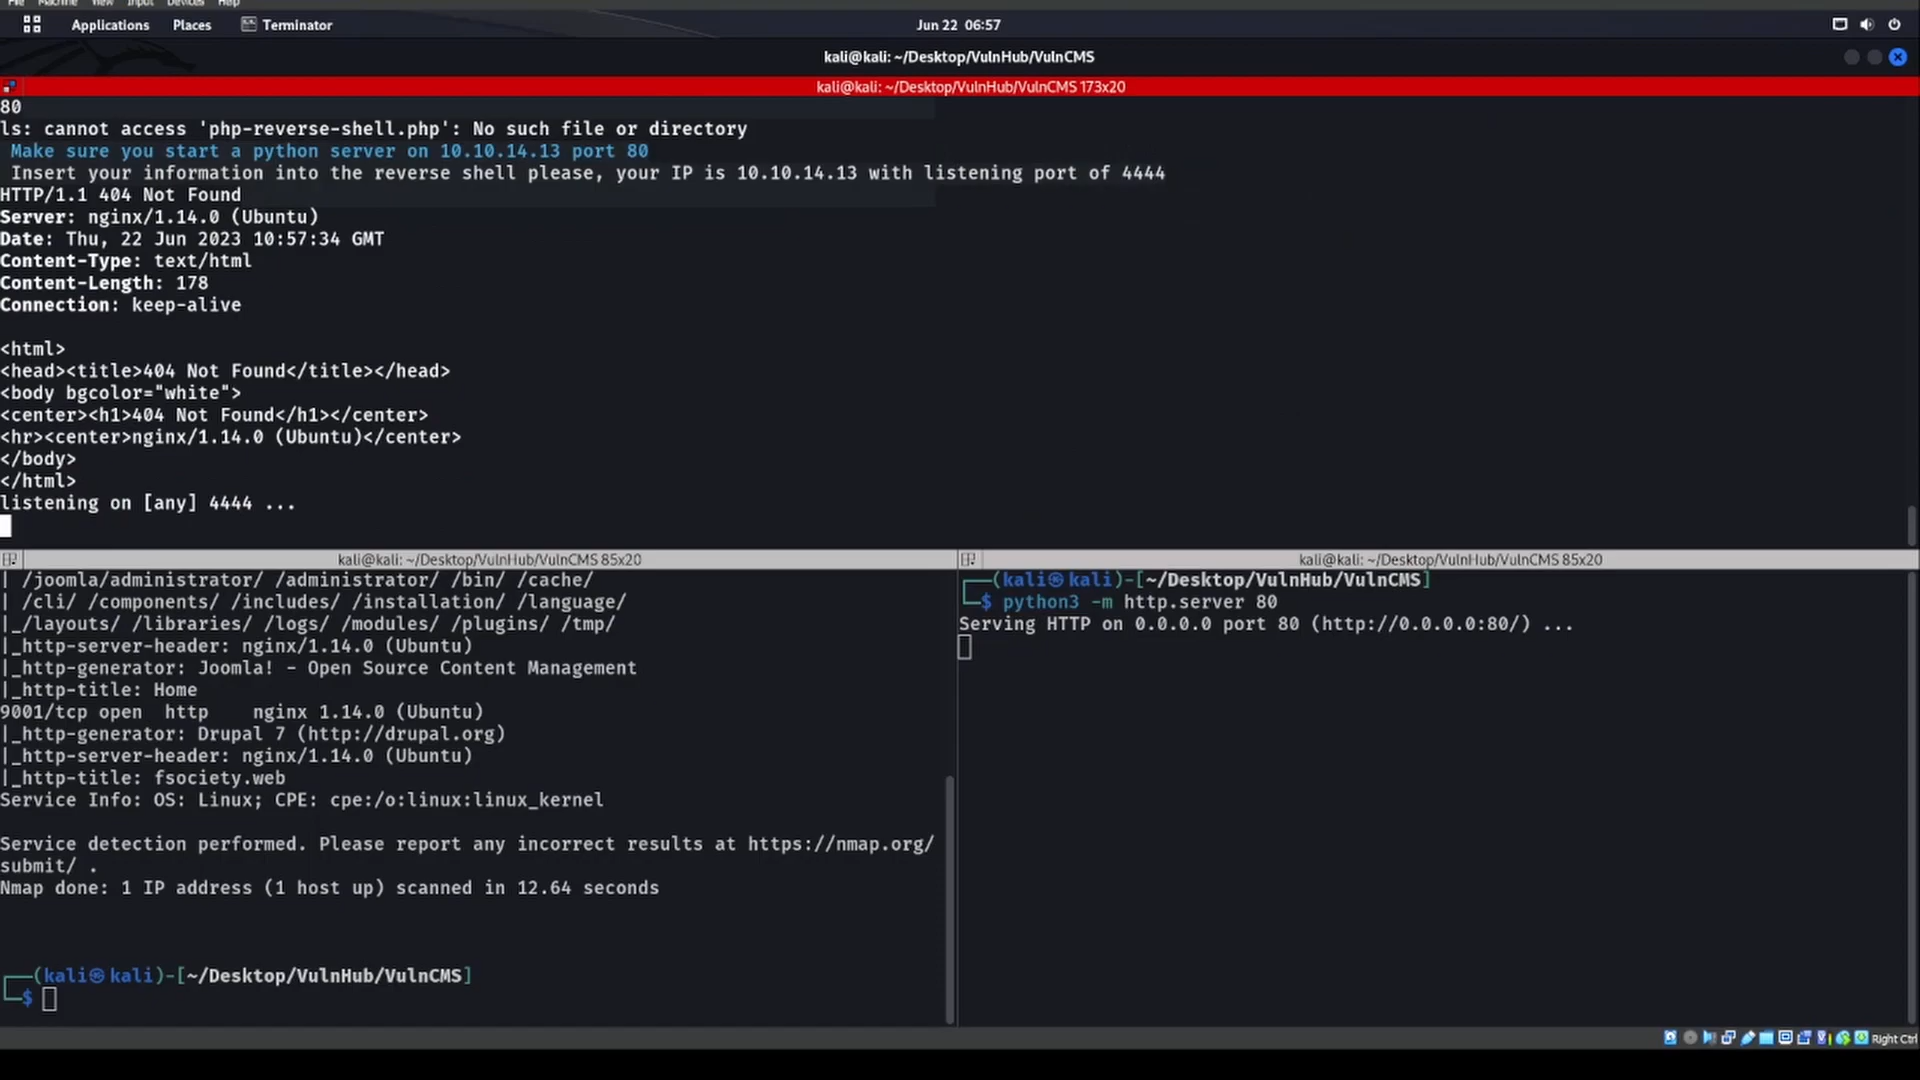 File Machine View Input Devices Help
Applications Places Terminator Jun 22 06:57
kali@kali: ~/Desktop/VulnHub/VulnCMS
kali@kali: ~/Desktop/VulnHub/VulnCMS 173x20
80
ls: cannot access 'php-reverse-shell.php': No such file or directory
Make sure you start a python server on 10.10.14.13 port 80
Insert your information into the reverse shell please, your IP is 10.10.14.13 with listening port of 4444
HTTP/1.1 404 Not Found
Server: nginx/1.14.0 (Ubuntu)
Date: Thu, 22 Jun 2023 10:57:34 GMT
Content-Type: text/html
Content-Length: 178
Connection: keep-alive
<html>
<head><title>404 Not Found</title></head>
<body bgcolor="white">
<center><h1>404 Not Found</h1></center>
<hr><center>nginx/1.14.0 (Ubuntu)</center>
</body>
</html>
listening on [any] 4444 ...
kali@kali: ~/Desktop/VulnHub/VulnCMS 85x20
| /joomla/administrator/ /administrator/ /bin/ /cache/
| /cli/ /components/ /includes/ /installation/ /language/
|_/layouts/ /libraries/ /logs/ /modules/ /plugins/ /tmp/
|_http-server-header: nginx/1.14.0 (Ubuntu)
|_http-generator: Joomla! - Open Source Content Management
|_http-title: Home
9001/tcp open  http    nginx 1.14.0 (Ubuntu)
|_http-generator: Drupal 7 (http://drupal.org)
|_http-server-header: nginx/1.14.0 (Ubuntu)
|_http-title: fsociety.web
Service Info: OS: Linux; CPE: cpe:/o:linux:linux_kernel
Service detection performed. Please report any incorrect results at https://nmap.org/
submit/ .
Nmap done: 1 IP address (1 host up) scanned in 12.64 seconds
┌──(kali㉿kali)-[~/Desktop/VulnHub/VulnCMS]
└─$
kali@kali: ~/Desktop/VulnHub/VulnCMS 85x20
┌──(kali㉿kali)-[~/Desktop/VulnHub/VulnCMS]
└─$ python3 -m http.server 80
Serving HTTP on 0.0.0.0 port 80 (http://0.0.0.0:80/) ...
Right Ctrl